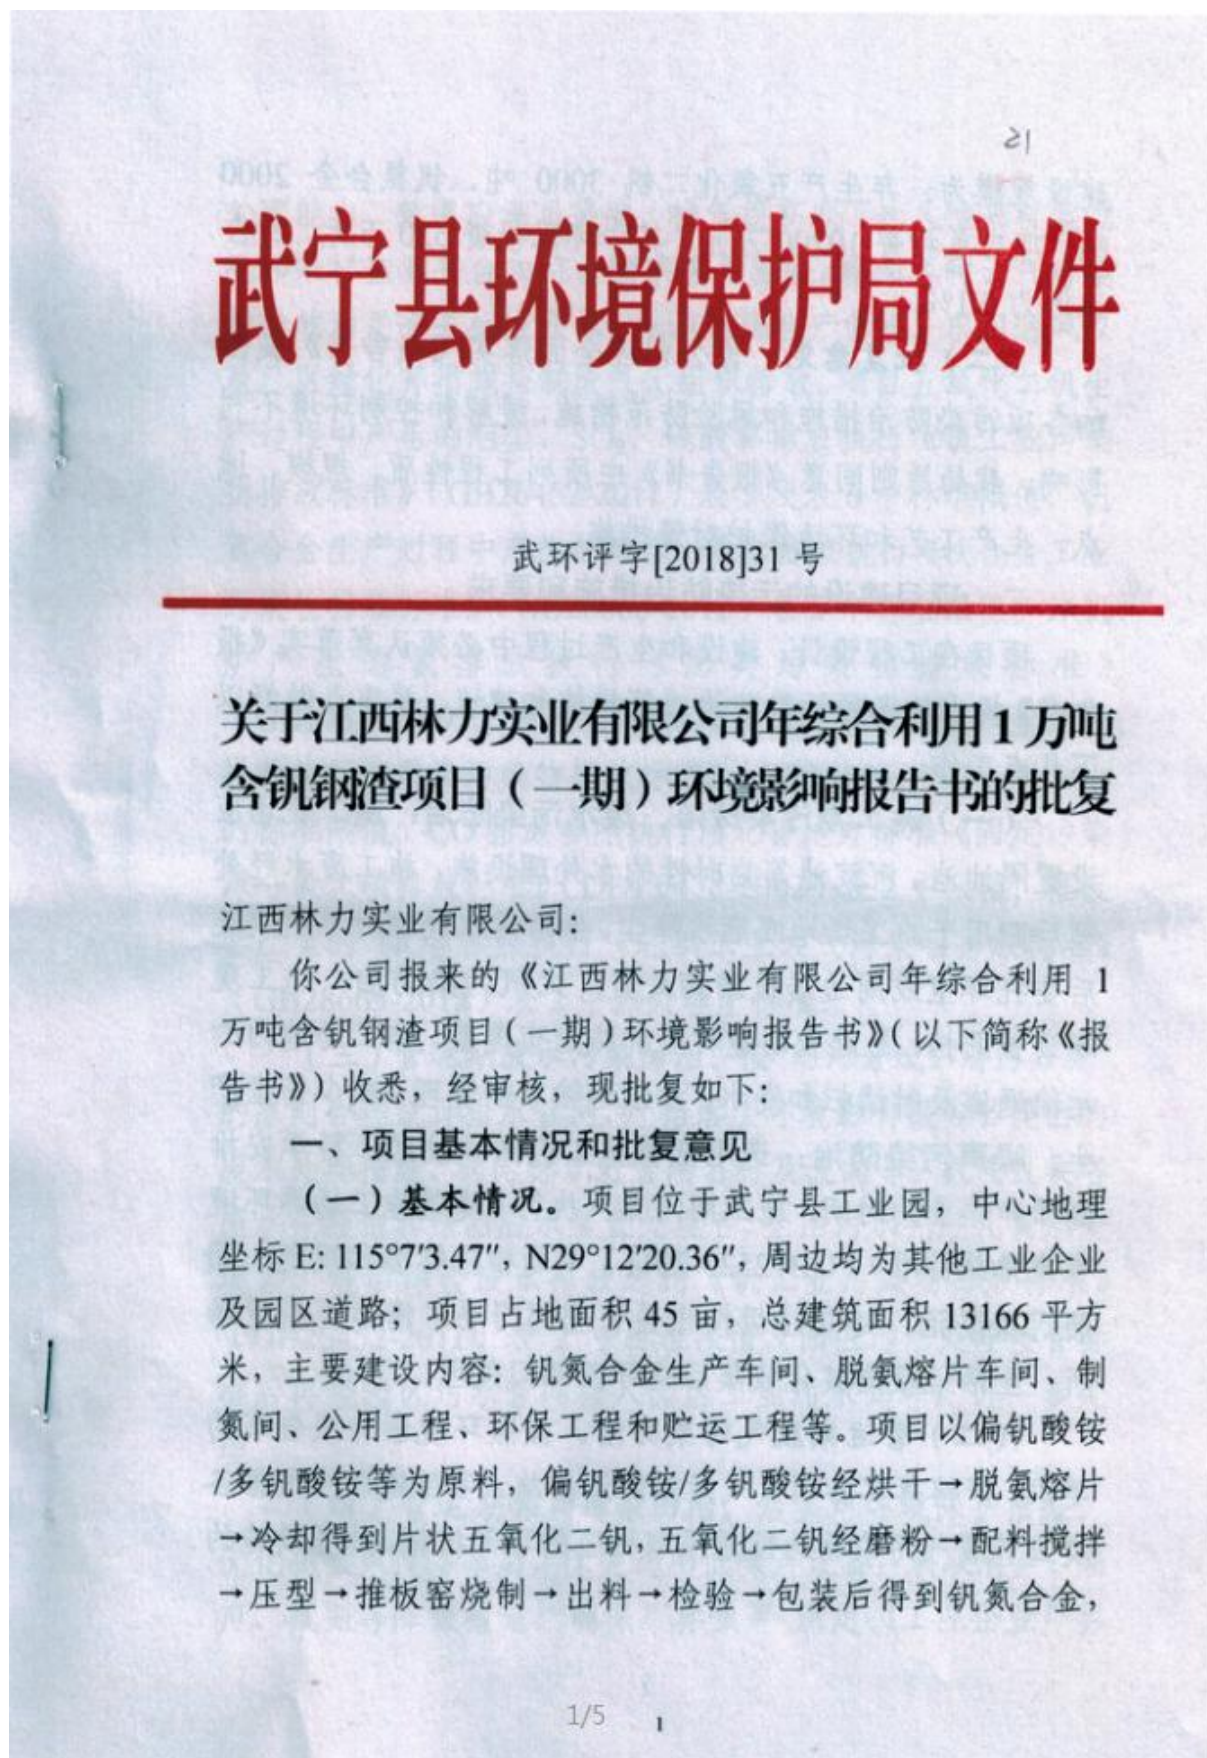 21
武宁县环境保护局文件
武环评字[2018]31 号
关于江西林力实业有限公司年综合利用 1 万吨
含钒钢渣项目（一期）环境影响报告书的批复
江西林力实业有限公司:
你公司报来的《江西林力实业有限公司年综合利用 1
万吨含钒钢渣项目(一期)环境影响报告书》(以下简称《报
告书》)收悉，经审核，现批复如下:
一、项目基本情况和批复意见
（一）基本情况。项目位于武宁县工业园，中心地理
坐标 E: 115°7′3.47″, N29°12′20.36″, 周边均为其他工业企业
及园区道路；项目占地面积 45 亩，总建筑面积 13166 平方
米，主要建设内容：钒氮合金生产车间、脱氨熔片车间、制
氮间、公用工程、环保工程和贮运工程等。项目以偏钒酸铵
/多钒酸铵等为原料，偏钒酸铵/多钒酸铵经烘干→脱氨熔片
→冷却得到片状五氧化二钒, 五氧化二钒经磨粉→配料搅拌
→压型→推板窑烧制→出料→检验→包装后得到钒氮合金，
1/5
1